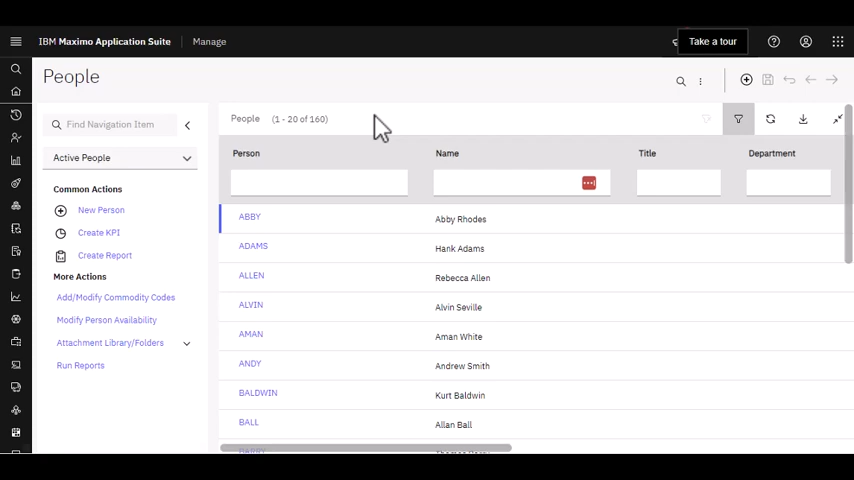 IBM Maximo Application Suite
Manage
Take a tour
People
Find Navigation Item
People (1 - 20 of 160)
Active People
Common Actions
New Person
Create KPI
Create Report
More Actions
Add/Modify Commodity Codes
Modify Person Availability
Attachment Library/Folders
Run Reports
Person Name Title Department
ABBY Abby Rhodes
ADAMS Hank Adams
ALLEN Rebecca Allen
ALVIN Alvin Seville
AMAN Aman White
ANDY Andrew Smith
BALDWIN Kurt Baldwin
BALL Allan Ball